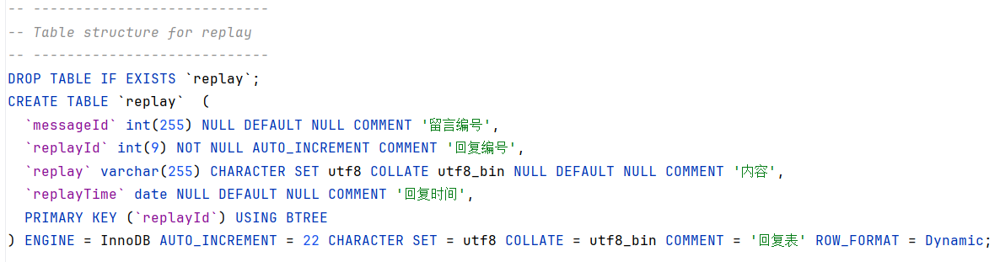 -- ----------------------------
-- Table structure for replay
-- ----------------------------
DROP TABLE IF EXISTS `replay`;
CREATE TABLE `replay`  (
  `messageId` int(255) NULL DEFAULT NULL COMMENT '留言编号',
  `replayId` int(9) NOT NULL AUTO_INCREMENT COMMENT '回复编号',
  `replay` varchar(255) CHARACTER SET utf8 COLLATE utf8_bin NULL DEFAULT NULL COMMENT '内容',
  `replayTime` date NULL DEFAULT NULL COMMENT '回复时间',
  PRIMARY KEY (`replayId`) USING BTREE
) ENGINE = InnoDB AUTO_INCREMENT = 22 CHARACTER SET = utf8 COLLATE = utf8_bin COMMENT = '回复表' ROW_FORMAT = Dynamic;